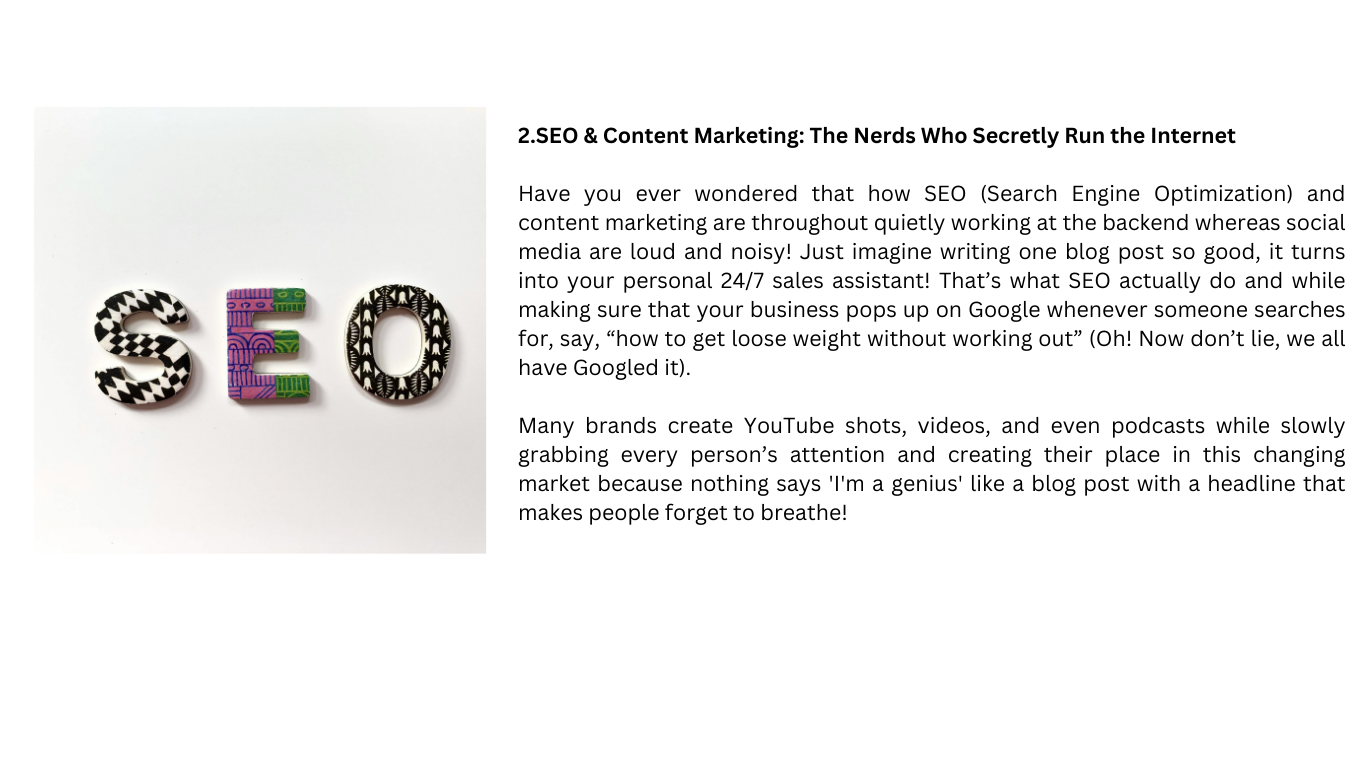 SEO
2.SEO & Content Marketing: The Nerds Who Secretly Run the Internet
Have you ever wondered that how SEO (Search Engine Optimization) and
content marketing are throughout quietly working at the backend whereas social
media are loud and noisy! Just imagine writing one blog post so good, it turns
into your personal 24/7 sales assistant! That’s what SEO actually do and while
making sure that your business pops up on Google whenever someone searches
for, say, “how to get loose weight without working out” (Oh! Now don’t lie, we all
have Googled it).
Many brands create YouTube shots, videos, and even podcasts while slowly
grabbing every person’s attention and creating their place in this changing
market because nothing says 'I'm a genius' like a blog post with a headline that
makes people forget to breathe!